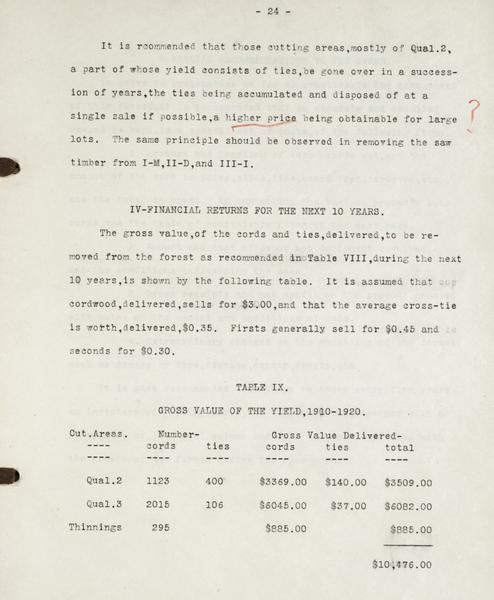 - 24 -
It is rcommended that those cutting areas,mostly of Qual.2,
a part of whose yield consists of ties,be gone over in a success-
ion of years,the ties being accumulated and disposed of at a
single sale if possible,a higher price being obtainable for large ?
lots. The same principle should be observed in removing the saw
timber from I-M,II-D,and III-I.
IV-FINANCIAL RETURNS FOR THE NEXT 10 YEARS.
The gross value,of the cords and ties,delivered,to be re-
moved from the forest as recommended in Table VIII,during the next
10 years,is shown by the following table. It is assumed that
cordwood,delivered,sells for $3.00,and that the average cross-tie
is worth,delivered,$0.35. Firsts generally sell for $0.45 and
seconds for $0.30.
TABLE IX.
GROSS VALUE OF THE YIELD,1910-1920.
Cut.Areas. Number- Gross Value Delivered-
---- cords ties cords ties total
---- ---- ---- ---- ----
Qual.2 1123 400 $3369.00 $140.00 $3509.00
Qual.3 2015 106 $6045.00 $37.00 $6082.00
Thinnings 295 $885.00 $885.00
$10,476.00